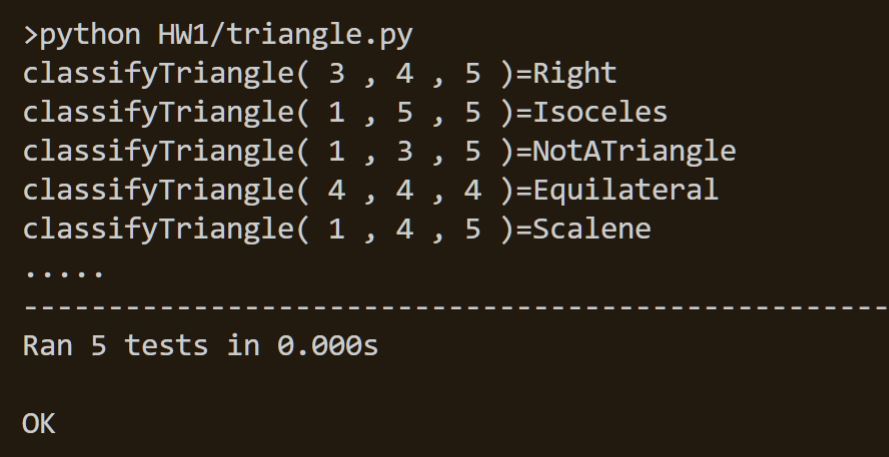 >python HW1/triangle.py
classifyTriangle( 3 , 4 , 5 )=Right
classifyTriangle( 1 , 5 , 5 )=Isoceles
classifyTriangle( 1 , 3 , 5 )=NotATriangle
classifyTriangle( 4 , 4 , 4 )=Equilateral
classifyTriangle( 1 , 4 , 5 )=Scalene
.....
---------------------------------------------------
Ran 5 tests in 0.000s
OK